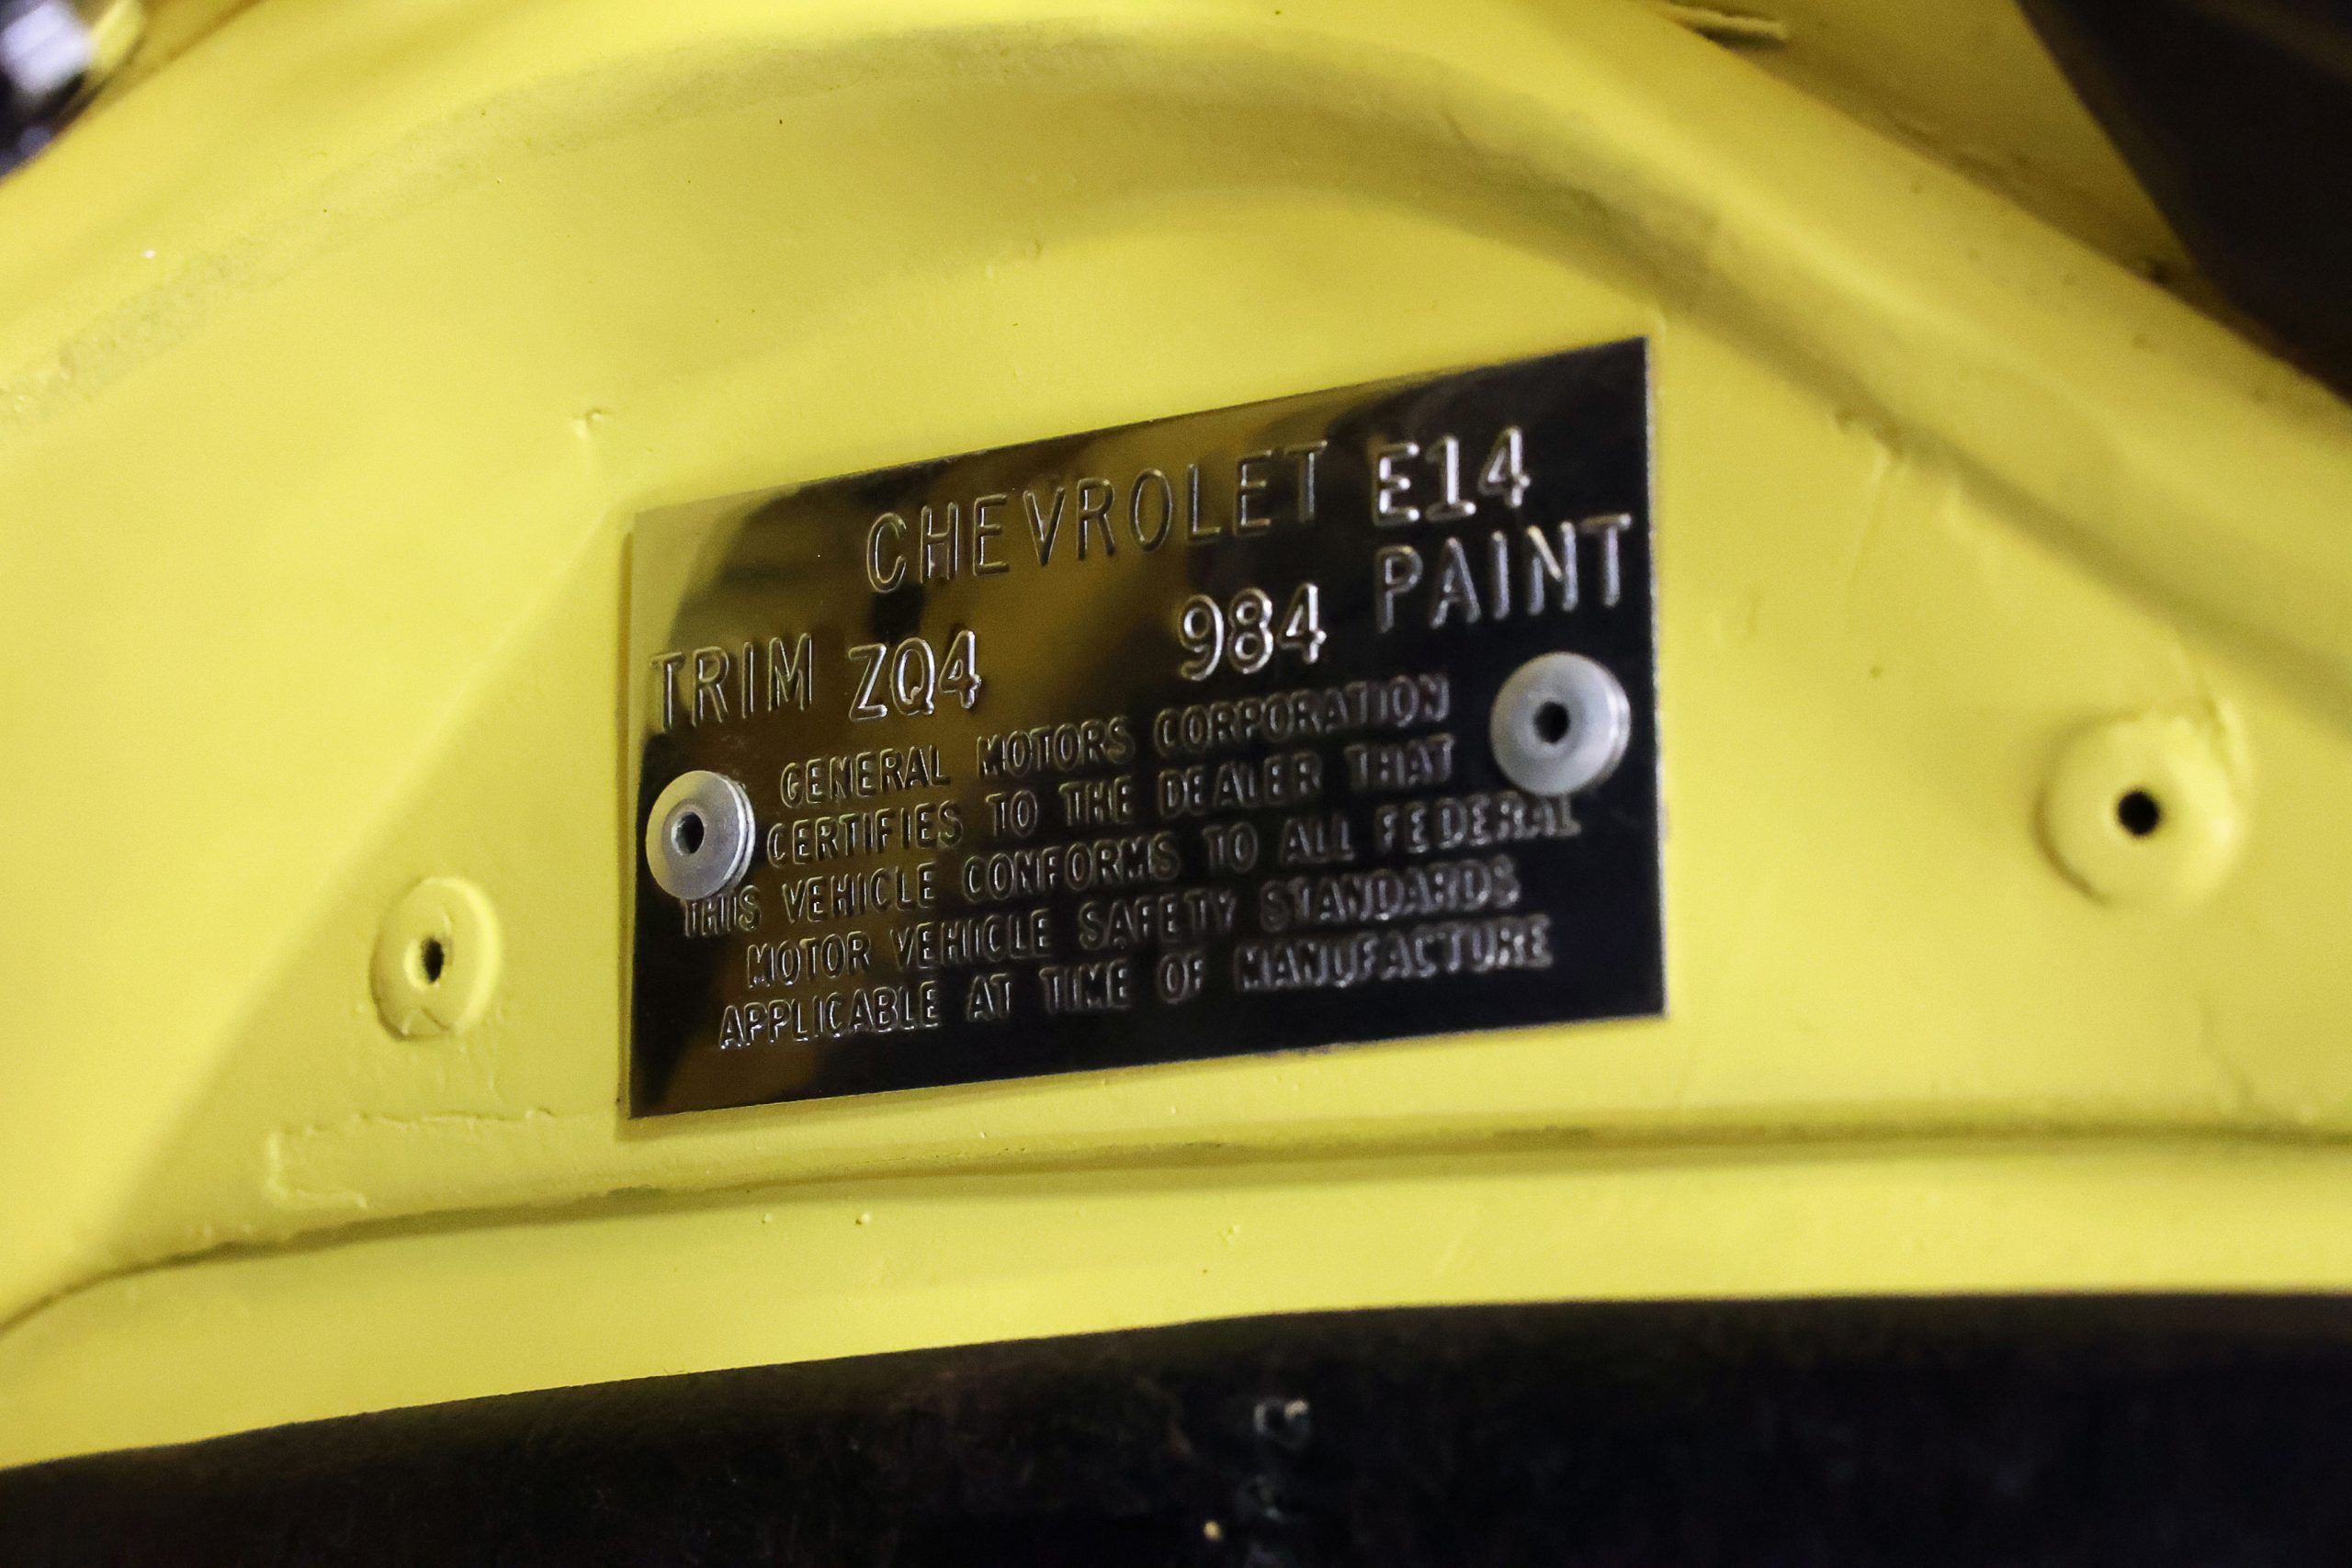 CHEVROLET E14
TRIM ZQ4 984 PAINT
GENERAL MOTORS CORPORATION
CERTIFIES TO THE DEALER THAT
THIS VEHICLE CONFORMS TO ALL FEDERAL
MOTOR VEHICLE SAFETY STANDARDS
APPLICABLE AT TIME OF MANUFACTURE